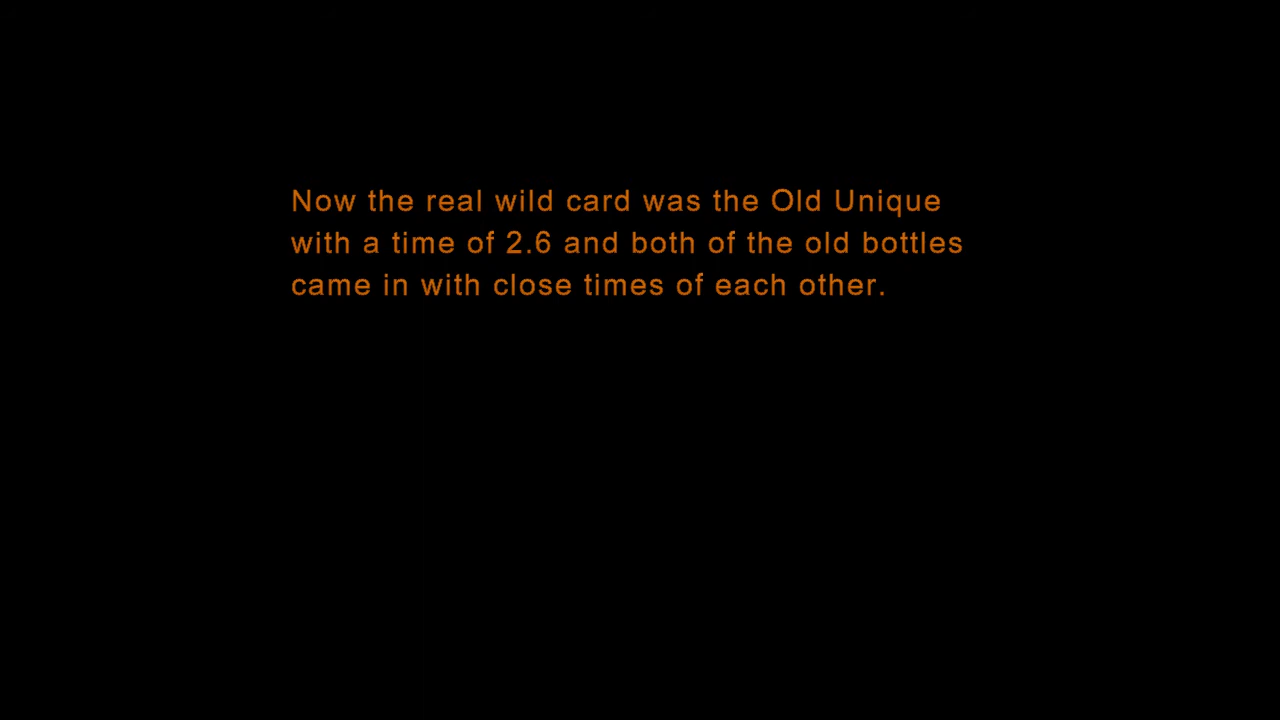 Now the real wild card was the Old Unique
with a time of 2.6 and both of the old bottles
came in with close times of each other.